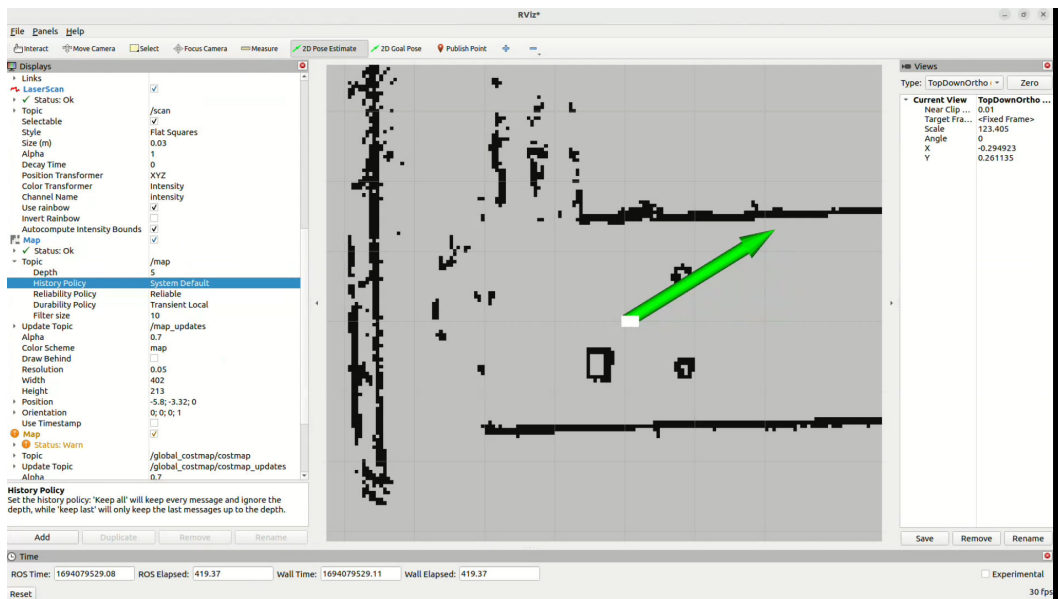 RViz*
File Panels Help
Interact Move Camera Select Focus Camera Measure 2D Pose Estimate 2D Goal Pose Publish Point
Displays
Links
LaserScan
Status: Ok
Topic /scan
Selectable
Style Flat Squares
Size (m) 0.03
Alpha 1
Decay Time 0
Position Transformer XYZ
Color Transformer Intensity
Channel Name intensity
Use rainbow
Invert Rainbow
Autocompute Intensity Bounds
Map
Status: Ok
Topic /map
Depth 5
History Policy System Default
Reliability Policy Reliable
Durability Policy Transient Local
Filter size 10
Update Topic /map_updates
Alpha 0.7
Color Scheme map
Draw Behind
Resolution 0.05
Width 402
Height 213
Position -5.8; -3.32; 0
Orientation 0; 0; 0; 1
Use Timestamp
Map
Status: Warn
Topic /global_costmap/costmap
Update Topic /global_costmap/costmap_updates
Alpha 0.7
History Policy
Set the history policy: 'Keep all' will keep every message and ignore the
depth, while 'keep last' will only keep the last messages up to the depth.
Add Duplicate Remove Rename
Views
Type: TopDownOrtho ( Zero
Current View TopDownOrtho ...
Near Clip ... 0.01
Target Fra... <Fixed Frame>
Scale 123.405
Angle 0
X -0.294923
Y 0.261135
Save Remove Rename
Time
ROS Time: 1694079529.08 ROS Elapsed: 419.37 Wall Time: 1694079529.11 Wall Elapsed: 419.37 Experimental
Reset 30 fps